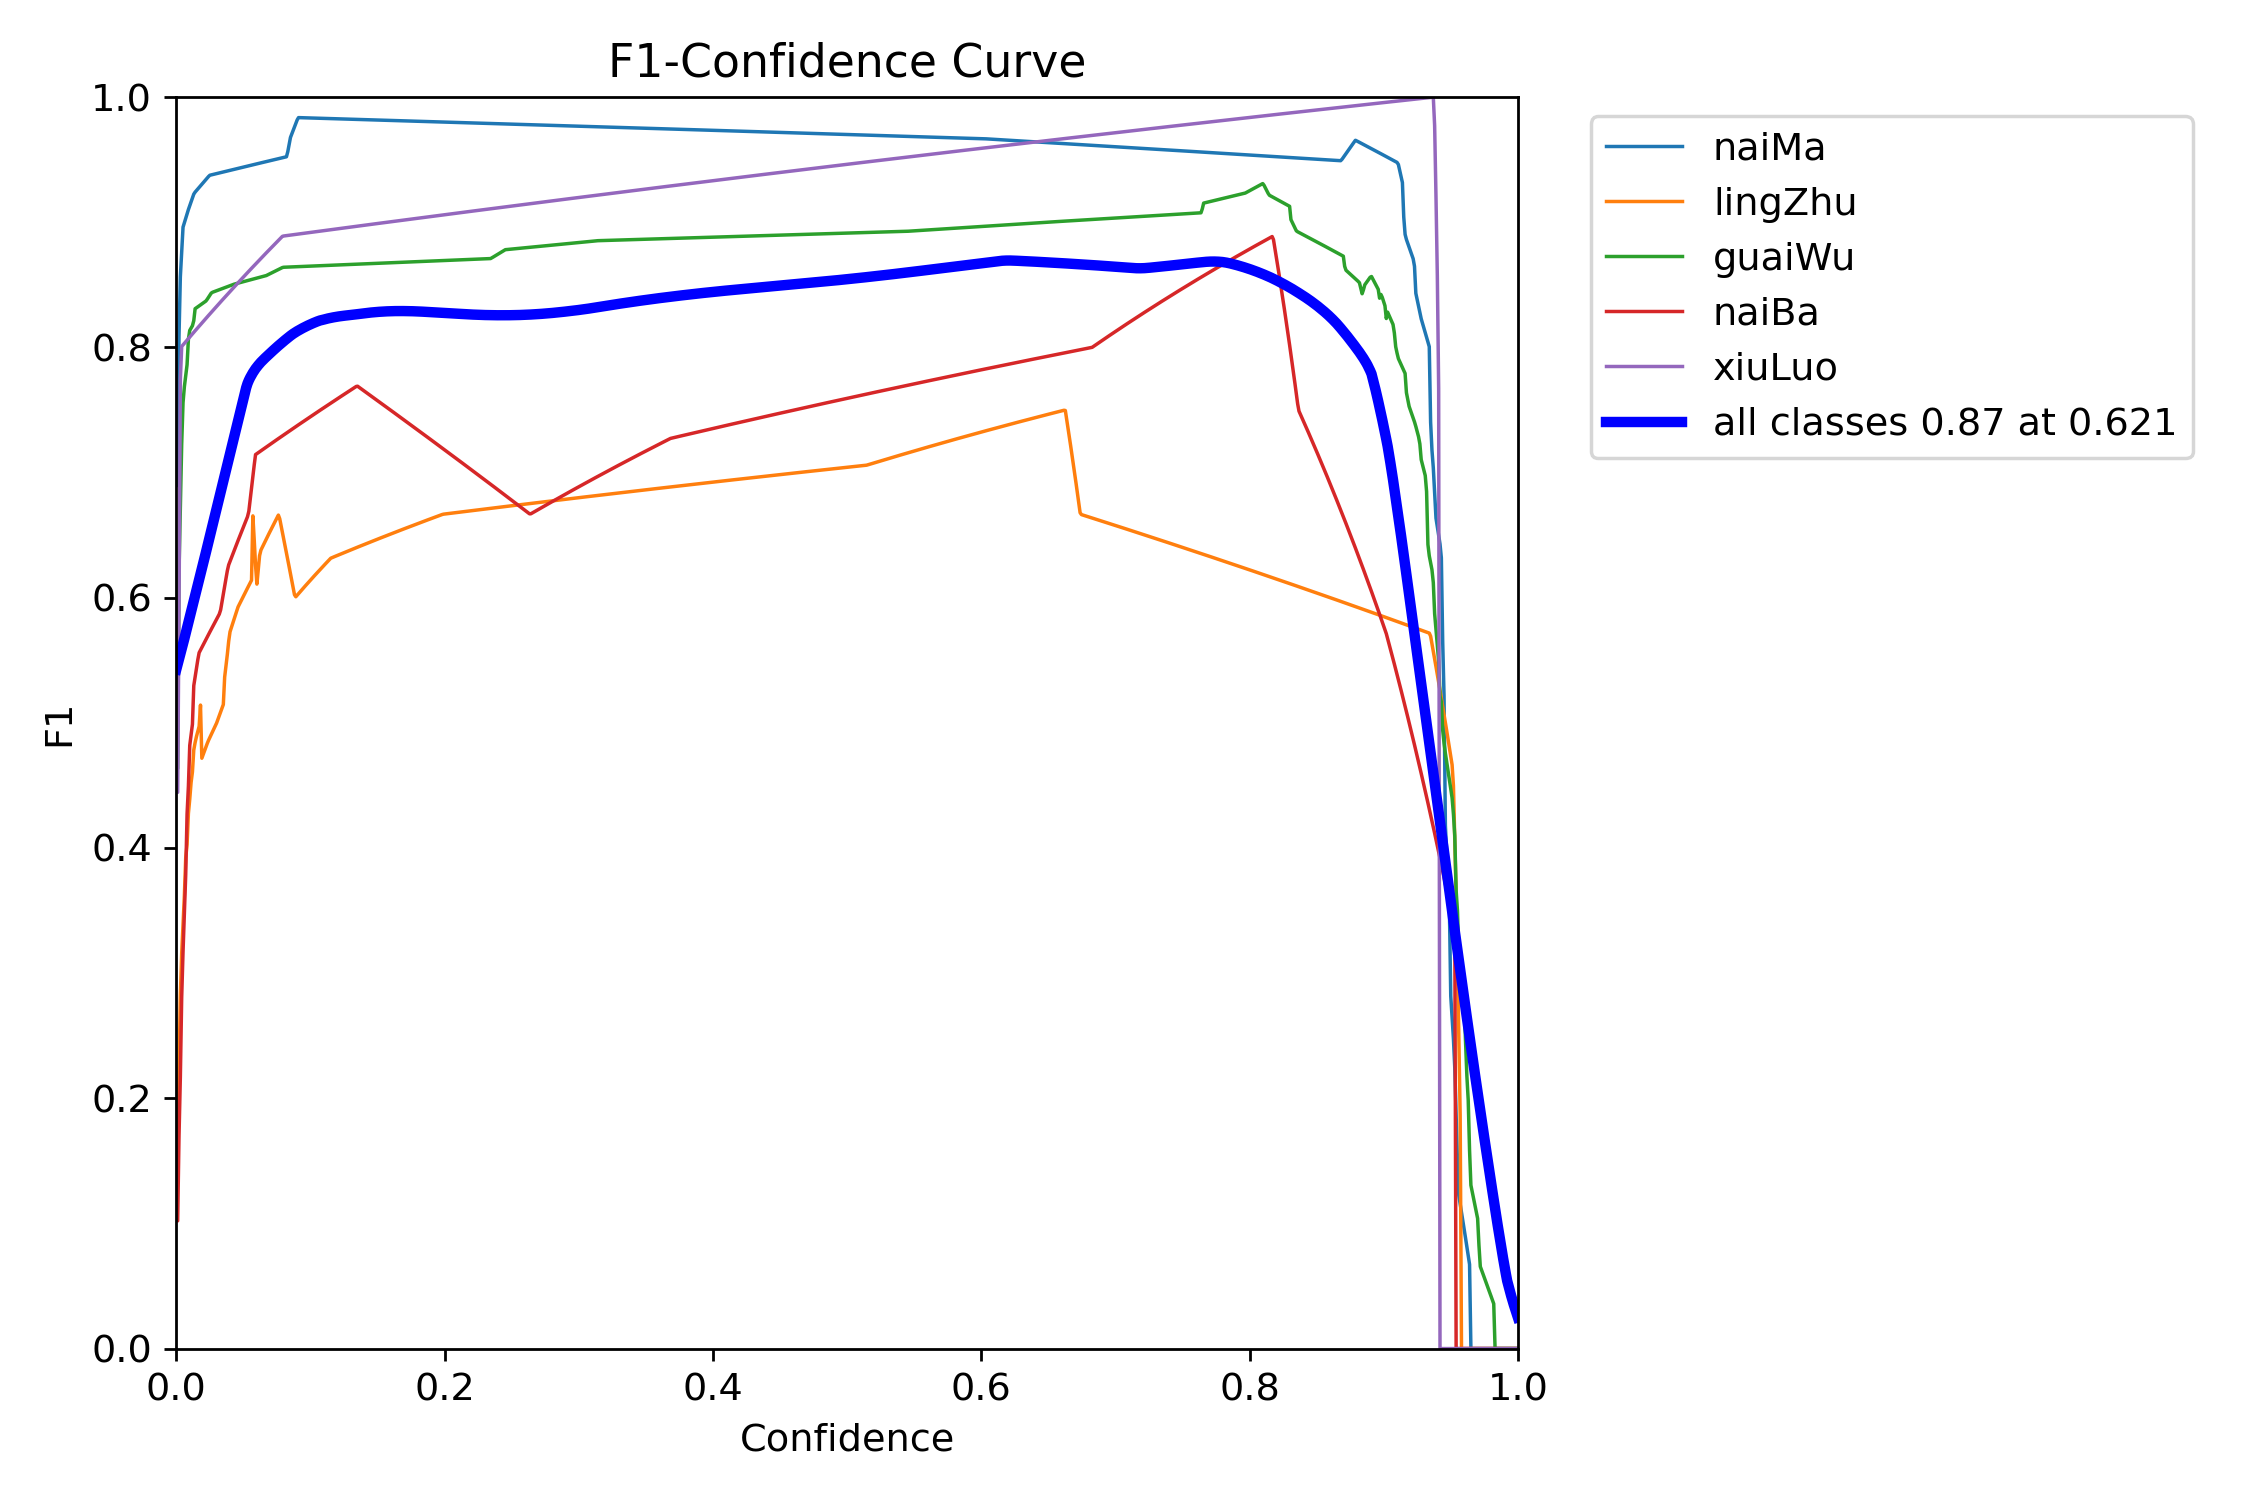 F1-Confidence Curve
1.0
0.8
0.6
0.4
0.2
0.0
F1
0.0 0.2 0.4 0.6 0.8 1.0
Confidence
naiMa
lingZhu
guaiWu
naiBa
xiuLuo
all classes 0.87 at 0.621